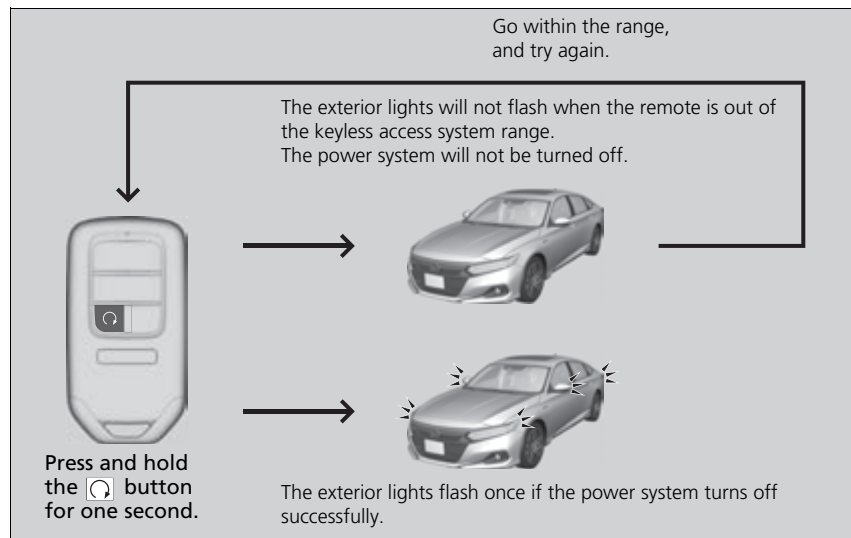 Go within the range,
and try again.
The exterior lights will not flash when the remote is out of
the keyless access system range.
The power system will not be turned off.
Press and hold
the button
for one second.
The exterior lights flash once if the power system turns off
successfully.